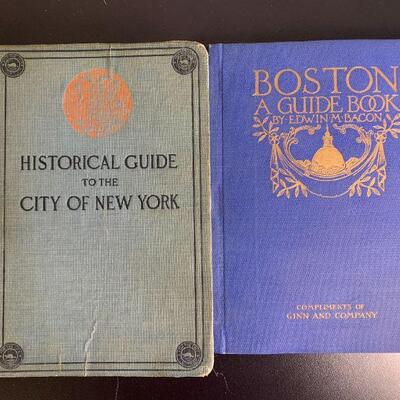 HISTORICAL GUIDE
TO THE
CITY OF NEW YORK
BOSTON
A GUIDE BOOK
BY EDWIN M. BACON
COMPLIMENTS OF
GINN AND COMPANY